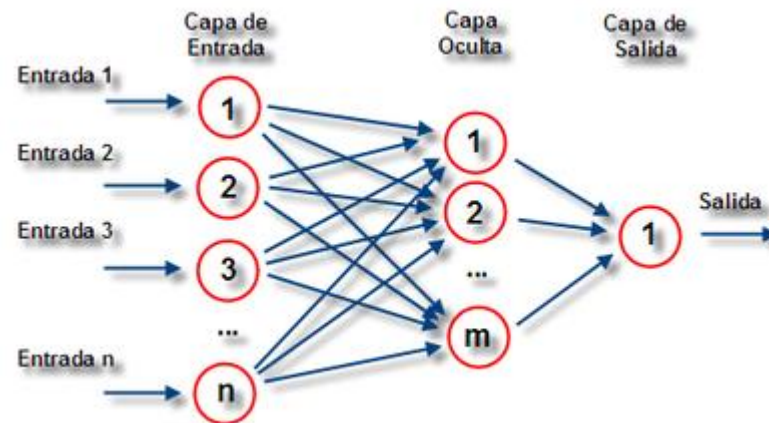 Capa de
Entrada
Capa
Oculta
Capa de
Salida
Entrada 1
1
Entrada 2
2
Entrada 3
3
...
Entrada n
n
1
2
...
m
1
Salida